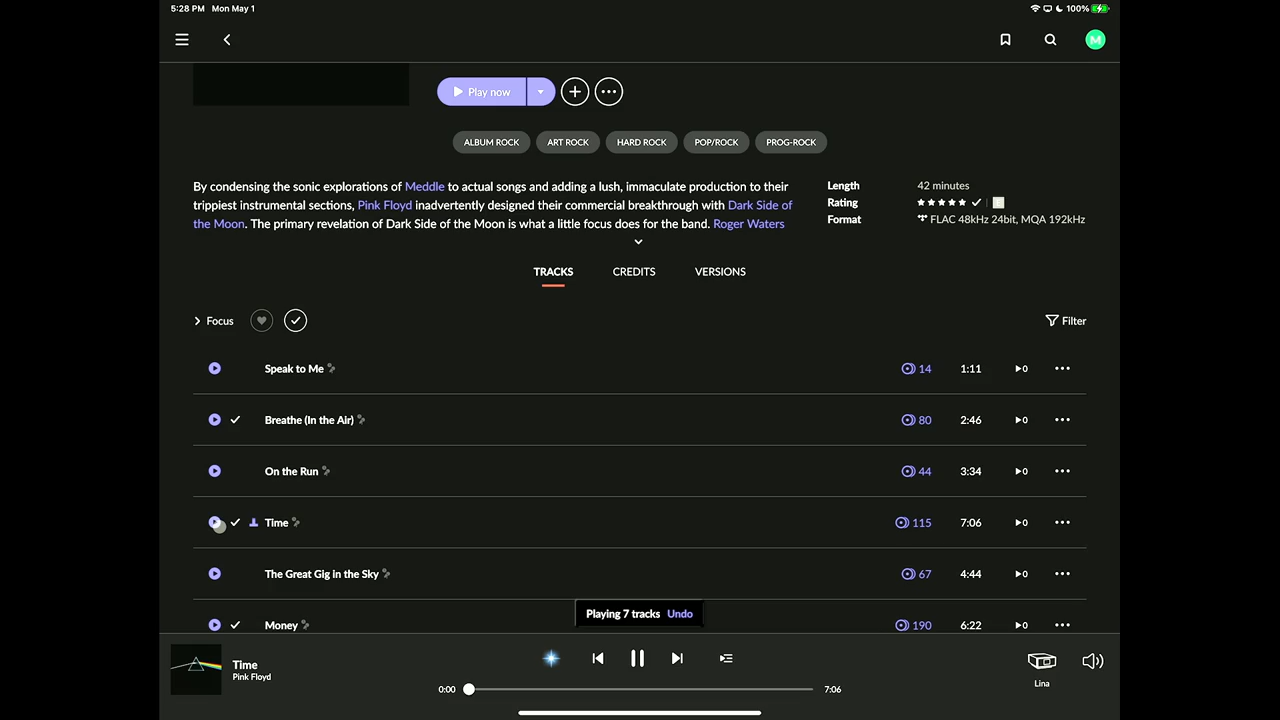 5:28 PM Mon May 1
100%
M
Play now
ALBUM ROCK ART ROCK HARD ROCK POP/ROCK PROG-ROCK
By condensing the sonic explorations of Meddle to actual songs and adding a lush, immaculate production to their
trippiest instrumental sections, Pink Floyd inadvertently designed their commercial breakthrough with Dark Side of
the Moon. The primary revelation of Dark Side of the Moon is what a little focus does for the band. Roger Waters
Length 42 minutes
Rating
Format FLAC 48kHz 24bit, MQA 192kHz
TRACKS CREDITS VERSIONS
Focus Filter
Speak to Me 14 1:11 0
Breathe (In the Air) 80 2:46 0
On the Run 44 3:34 0
Time 115 7:06 0
The Great Gig in the Sky 67 4:44 0
Playing 7 tracks Undo
Money 190 6:22 0
Time
Pink Floyd
0:00 7:06
Lina